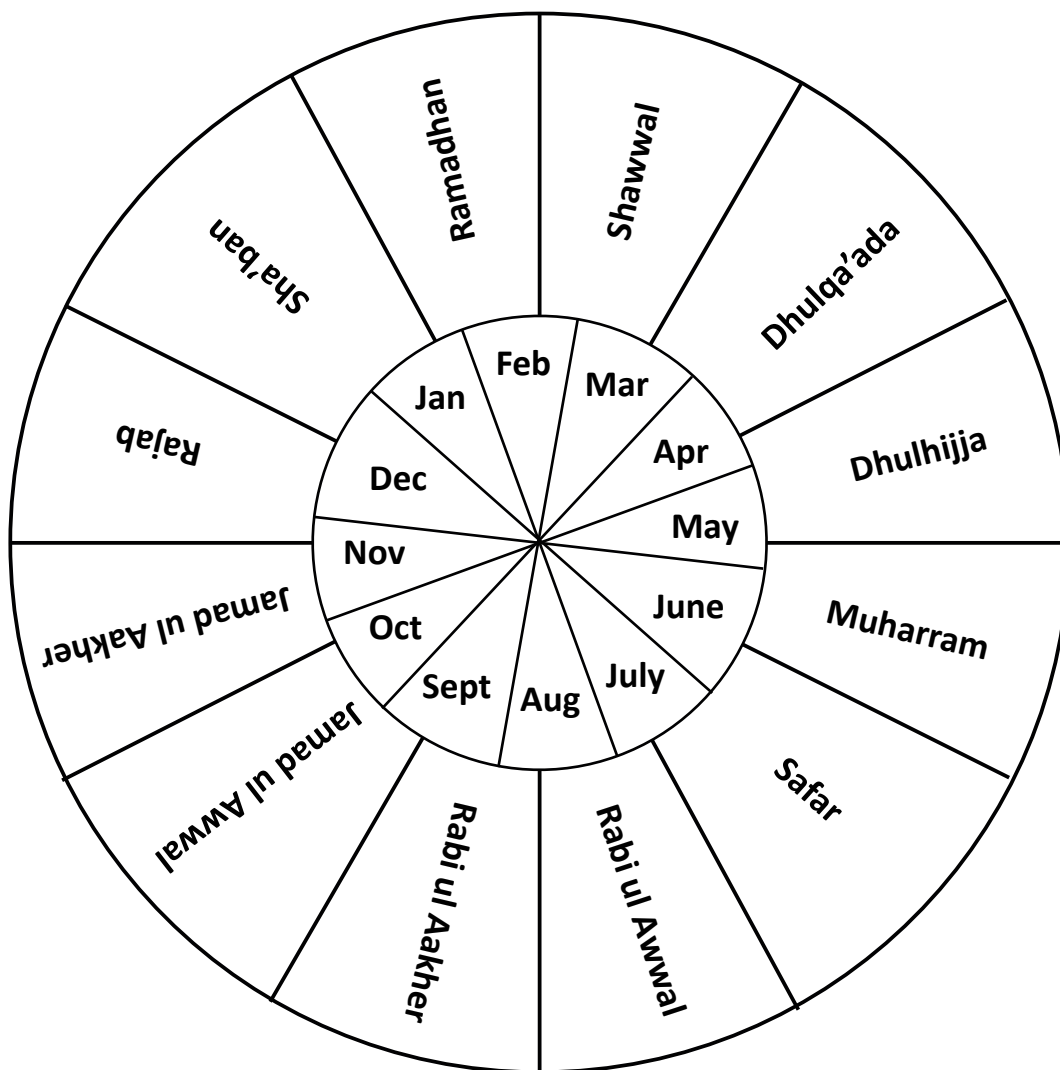 Ramadhan
Shawwal
Dhulqa’ada
Dhulhijja
Muharram
Safar
Rabi ul Awwal
Rabi ul Aakher
Jamad ul Awwal
Jamad ul Aakher
Rajab
Sha’ban
Jan
Feb
Mar
Apr
May
June
July
Aug
Sept
Oct
Nov
Dec